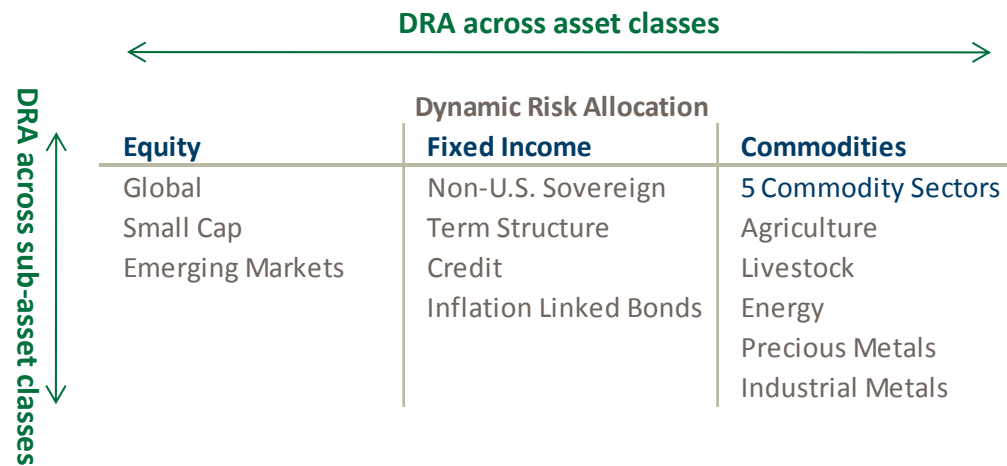 DRA across asset classes
DRA across sub-asset classes
Dynamic Risk Allocation
Equity
Fixed Income
Commodities
Global
Non-U.S. Sovereign
5 Commodity Sectors
Small Cap
Term Structure
Agriculture
Emerging Markets
Credit
Livestock
Inflation Linked Bonds
Energy
Precious Metals
Industrial Metals